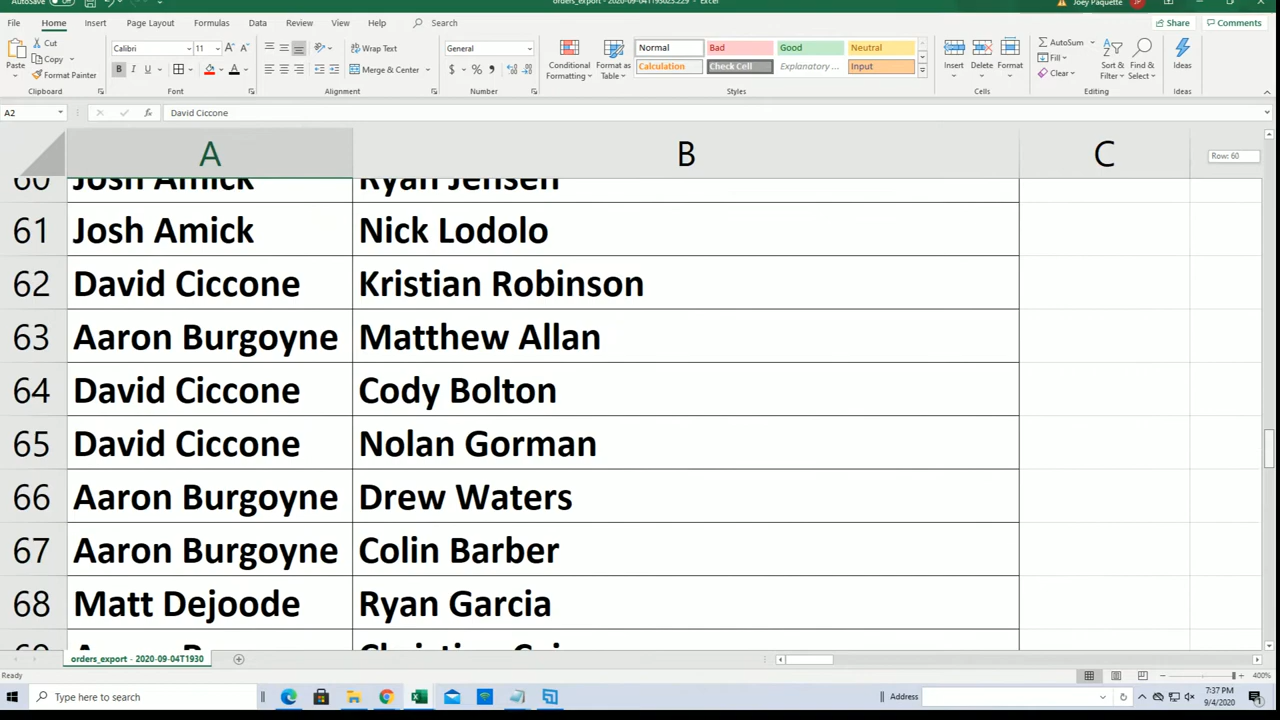 AutoSave Off orders_export - 2020-09-04T193023.229 - Excel Joey Paquette JP
File Home Insert Page Layout Formulas Data Review View Help Search Share Comments
Paste Cut Copy Format Painter Clipboard
Calibri 11 B I U A Font
Wrap Text Merge & Center Alignment
General $ % Number
Conditional Formatting Format as Table Normal Bad Good Neutral
Calculation Check Cell Explanatory ... Input Styles
Insert Delete Format Cells
AutoSum Fill Clear Sort & Filter Find & Select Editing
Ideas Ideas
A2 fx David Ciccone
A B C Row: 60
60 Josh Amick Ryan Jensen
61 Josh Amick Nick Lodolo
62 David Ciccone Kristian Robinson
63 Aaron Burgoyne Matthew Allan
64 David Ciccone Cody Bolton
65 David Ciccone Nolan Gorman
66 Aaron Burgoyne Drew Waters
67 Aaron Burgoyne Colin Barber
68 Matt Dejoode Ryan Garcia
69
orders_export - 2020-09-04T1930
Ready 400%
Type here to search Address 7:37 PM
9/4/2020